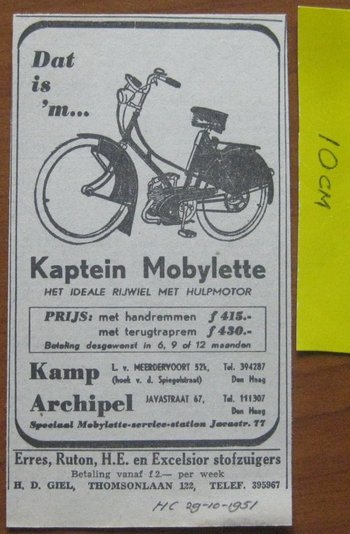 Dat
is
'm...
10 CM
Kaptein Mobylette
HET IDEALE RIJWIEL MET HULPMOTOR
PRIJS: met handremmen f 415.-
met terugtraprem f 430.-
Betaling desgewenst in 6, 9 of 12 maanden
Kamp L. v. MEERDERVOORT 52k, Tel. 394287
(hoek v. d. Spiegelstraat) Den Haag
Archipel JAVASTRAAT 67, Tel. 111307
Den Haag
Speciaal Mobylette-service-station Javastr. 77
Erres, Ruton, H.E. en Excelsior stofzuigers
Betaling vanaf f 2.— per week
H. D. GIEL, THOMSONLAAN 122, TELEF. 395967
HC 29-10-1951